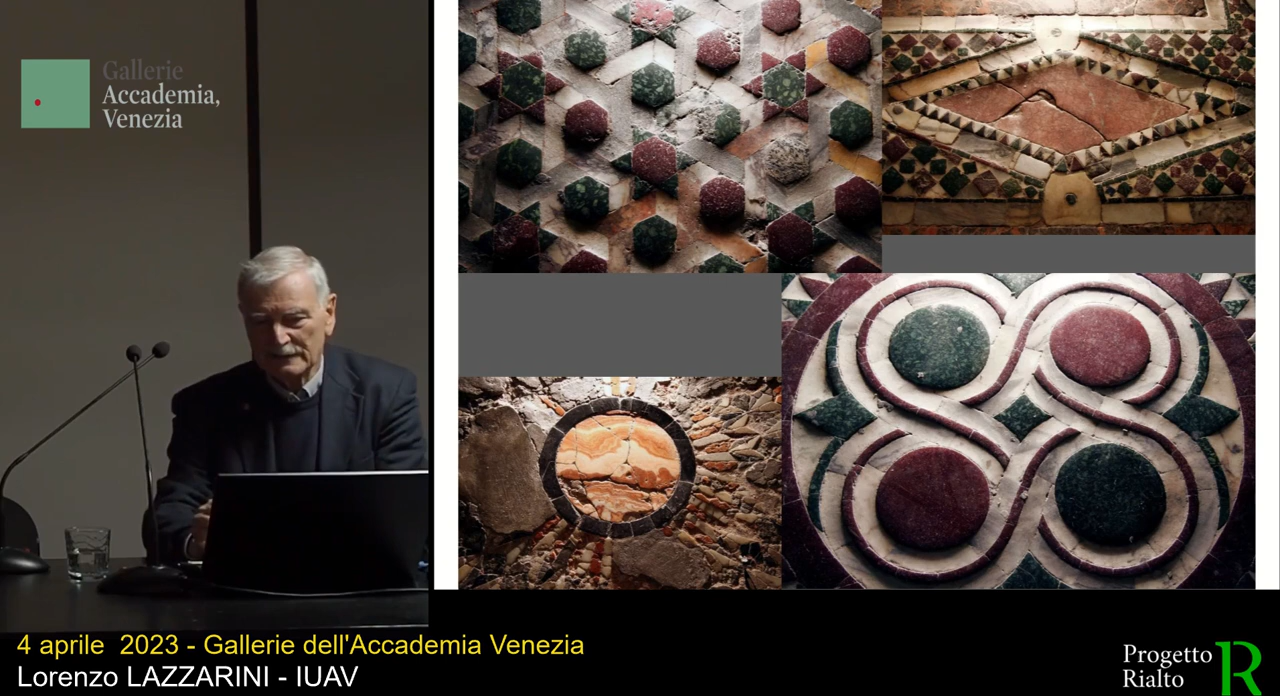 Gallerie
Accademia,
Venezia
4 aprile  2023 - Gallerie dell'Accademia Venezia
Lorenzo LAZZARINI - IUAV
Progetto
Rialto
R